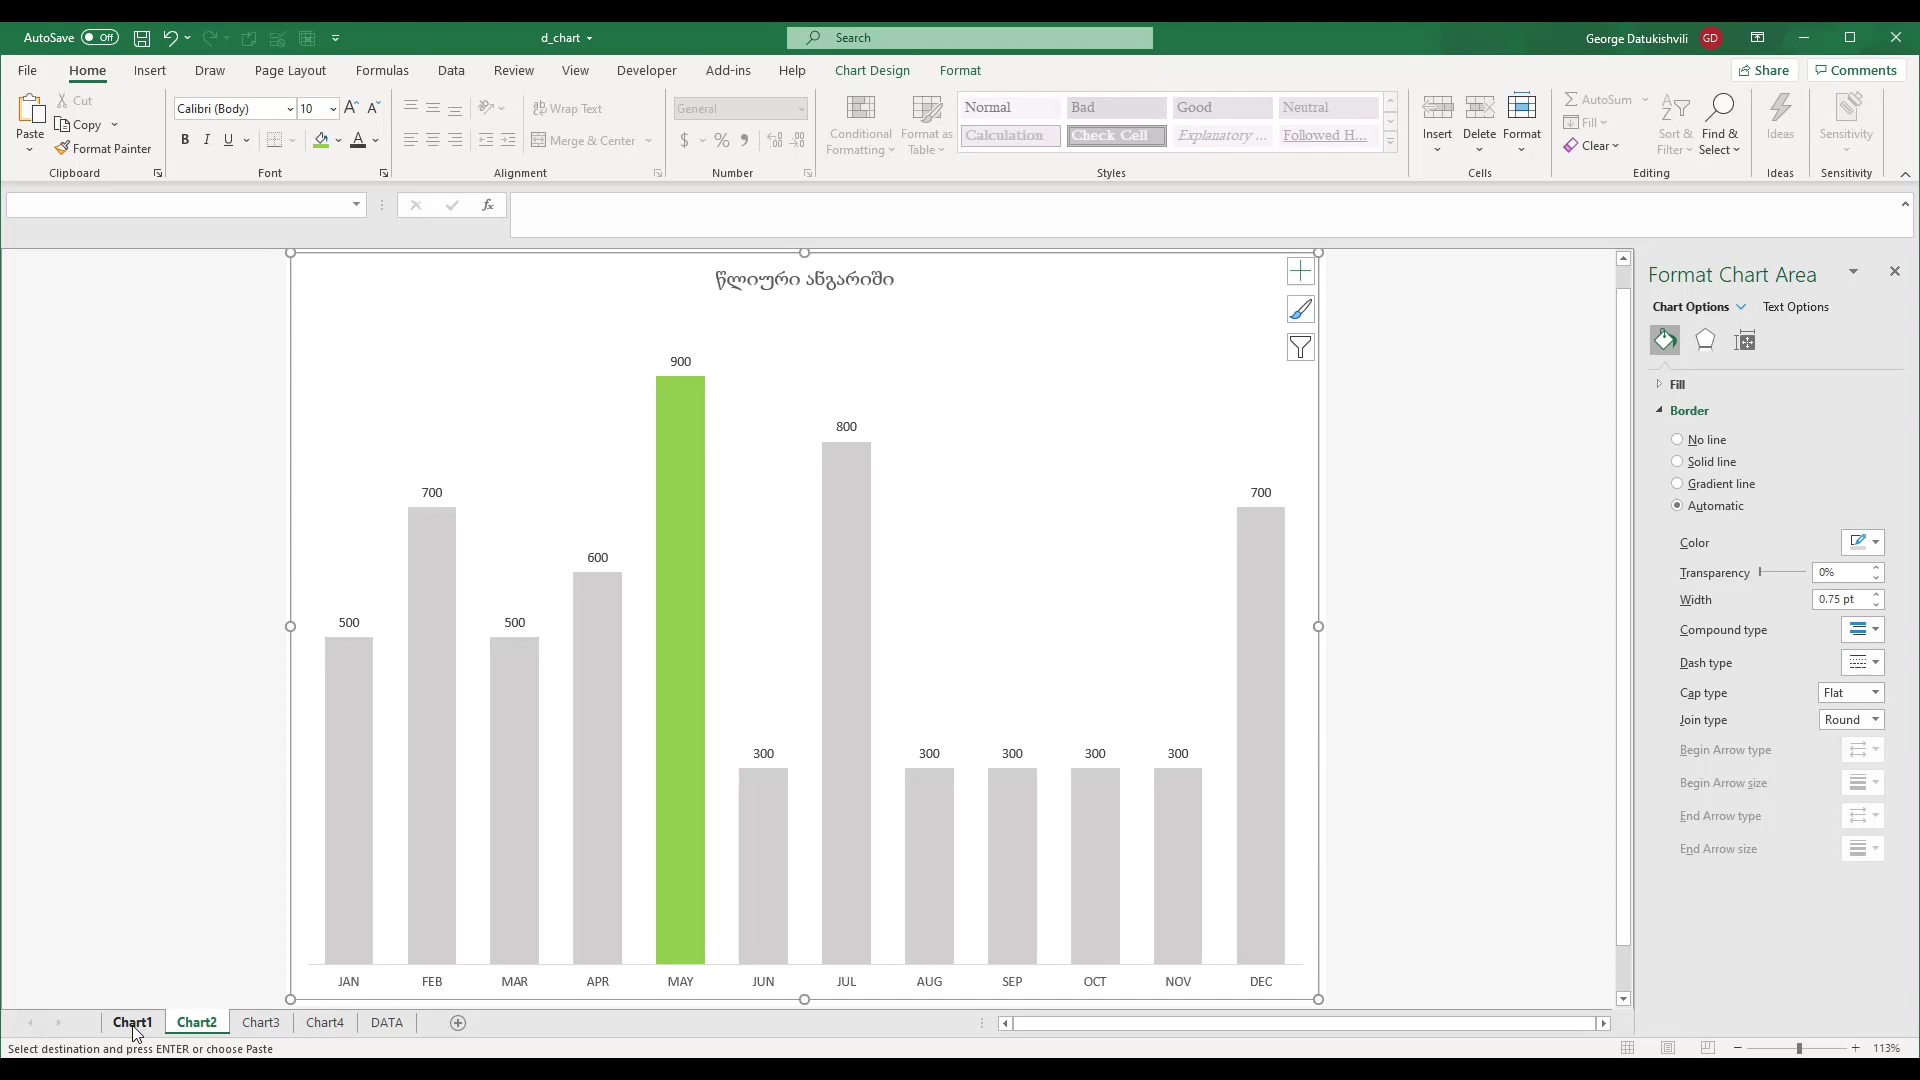 AutoSave Off d_chart Search George Datukishvili GD
File Home Insert Draw Page Layout Formulas Data Review View Developer Add-ins Help Chart Design Format Share Comments
Paste Cut Copy Format Painter
Clipboard
Calibri (Body) 10
B I U A
Font
Wrap Text
Merge & Center
Alignment
General
$ % ,
Number
Conditional Formatting
Format as Table
Normal Bad Good Neutral
Calculation Check Cell Explanatory ... Followed H...
Styles
Insert Delete Format
Cells
AutoSum
Fill
Clear
Sort & Filter
Find & Select
Editing
Ideas
Ideas
Sensitivity
Sensitivity
fx
წლიური ანგარიში
900
800
700 700
600
500 500
300 300 300 300 300
JAN FEB MAR APR MAY JUN JUL AUG SEP OCT NOV DEC
Format Chart Area
Chart Options Text Options
Fill
Border
No line
Solid line
Gradient line
Automatic
Color
Transparency 0%
Width 0.75 pt
Compound type
Dash type
Cap type Flat
Join type Round
Begin Arrow type
Begin Arrow size
End Arrow type
End Arrow size
Chart1 Chart2 Chart3 Chart4 DATA
Select destination and press ENTER or choose Paste 113%